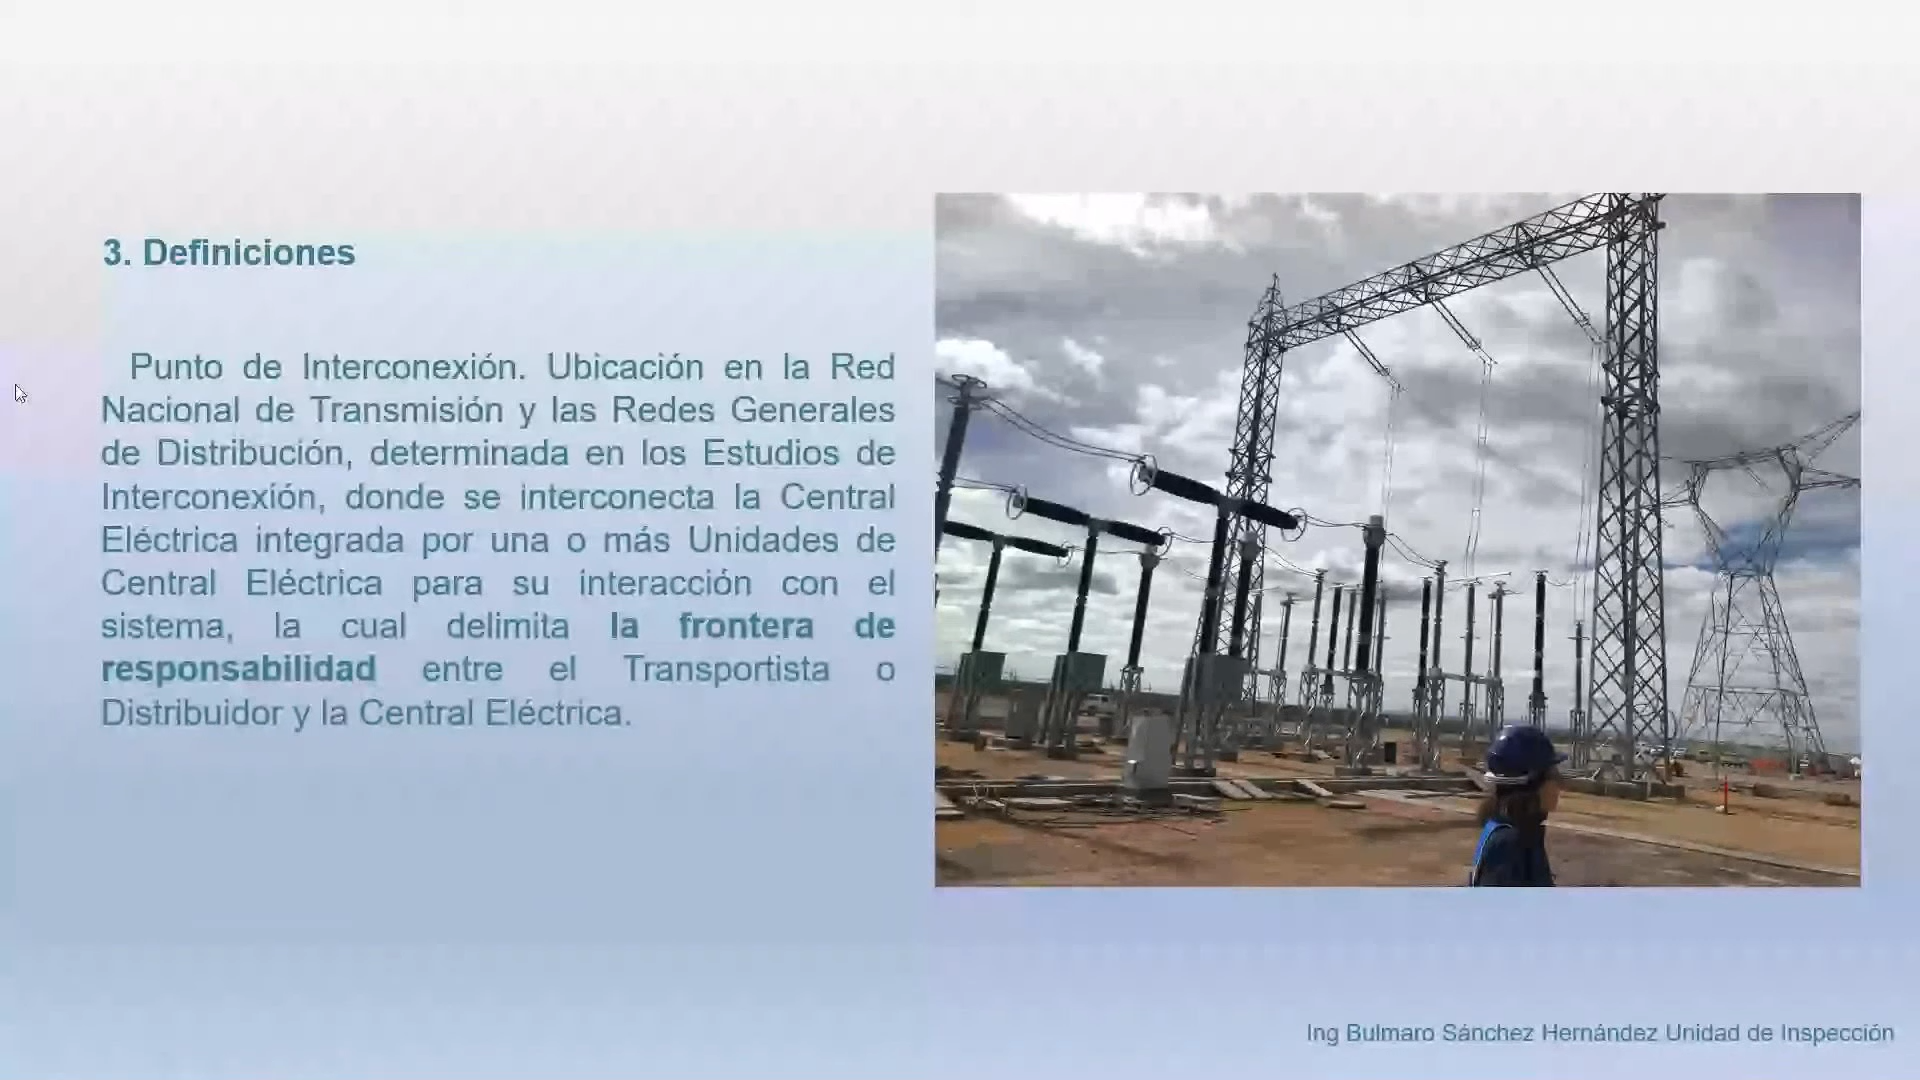 3. Definiciones
Punto de Interconexión. Ubicación en la Red
Nacional de Transmisión y las Redes Generales
de Distribución, determinada en los Estudios de
Interconexión, donde se interconecta la Central
Eléctrica integrada por una o más Unidades de
Central Eléctrica para su interacción con el
sistema, la cual delimita la frontera de
responsabilidad entre el Transportista o
Distribuidor y la Central Eléctrica.
Ing Bulmaro Sánchez Hernández Unidad de Inspección